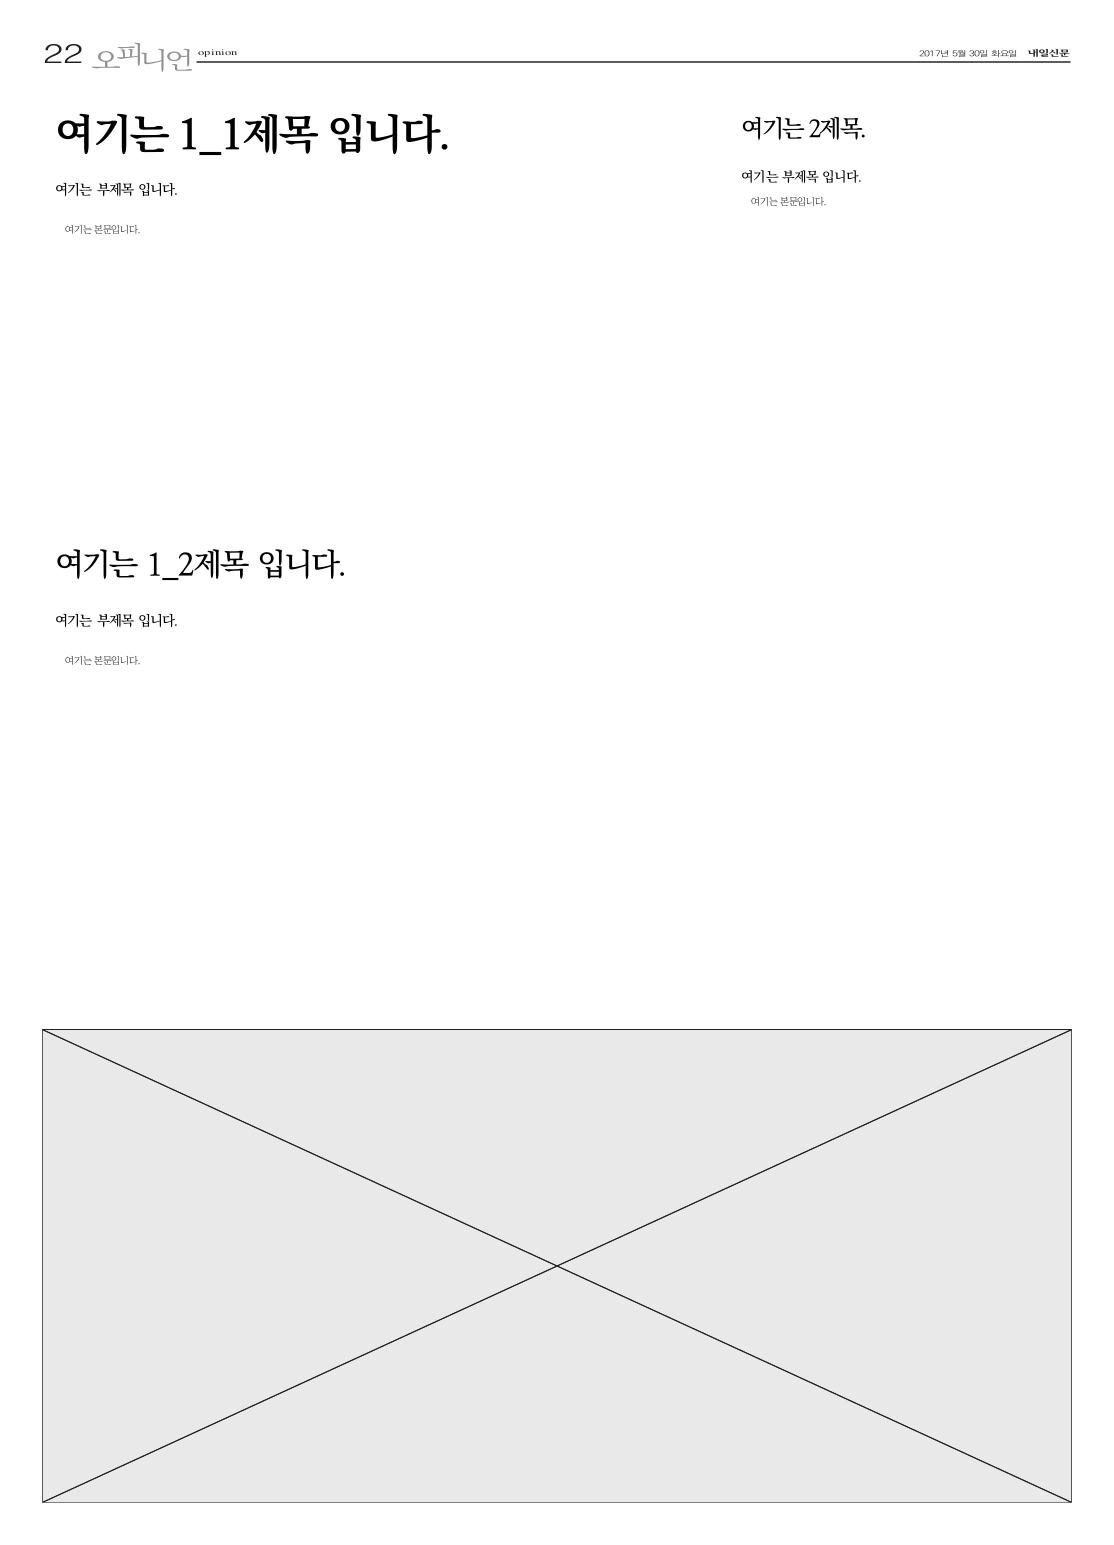 22 오피니언 opinion 2017년 5월 30일 화요일 내일신문
여기는 1_1제목 입니다.
여기는 부제목 입니다.
여기는 본문입니다.
여기는 1_2제목 입니다.
여기는 부제목 입니다.
여기는 본문입니다.
여기는 2제목.
여기는 부제목 입니다.
여기는 본문입니다.